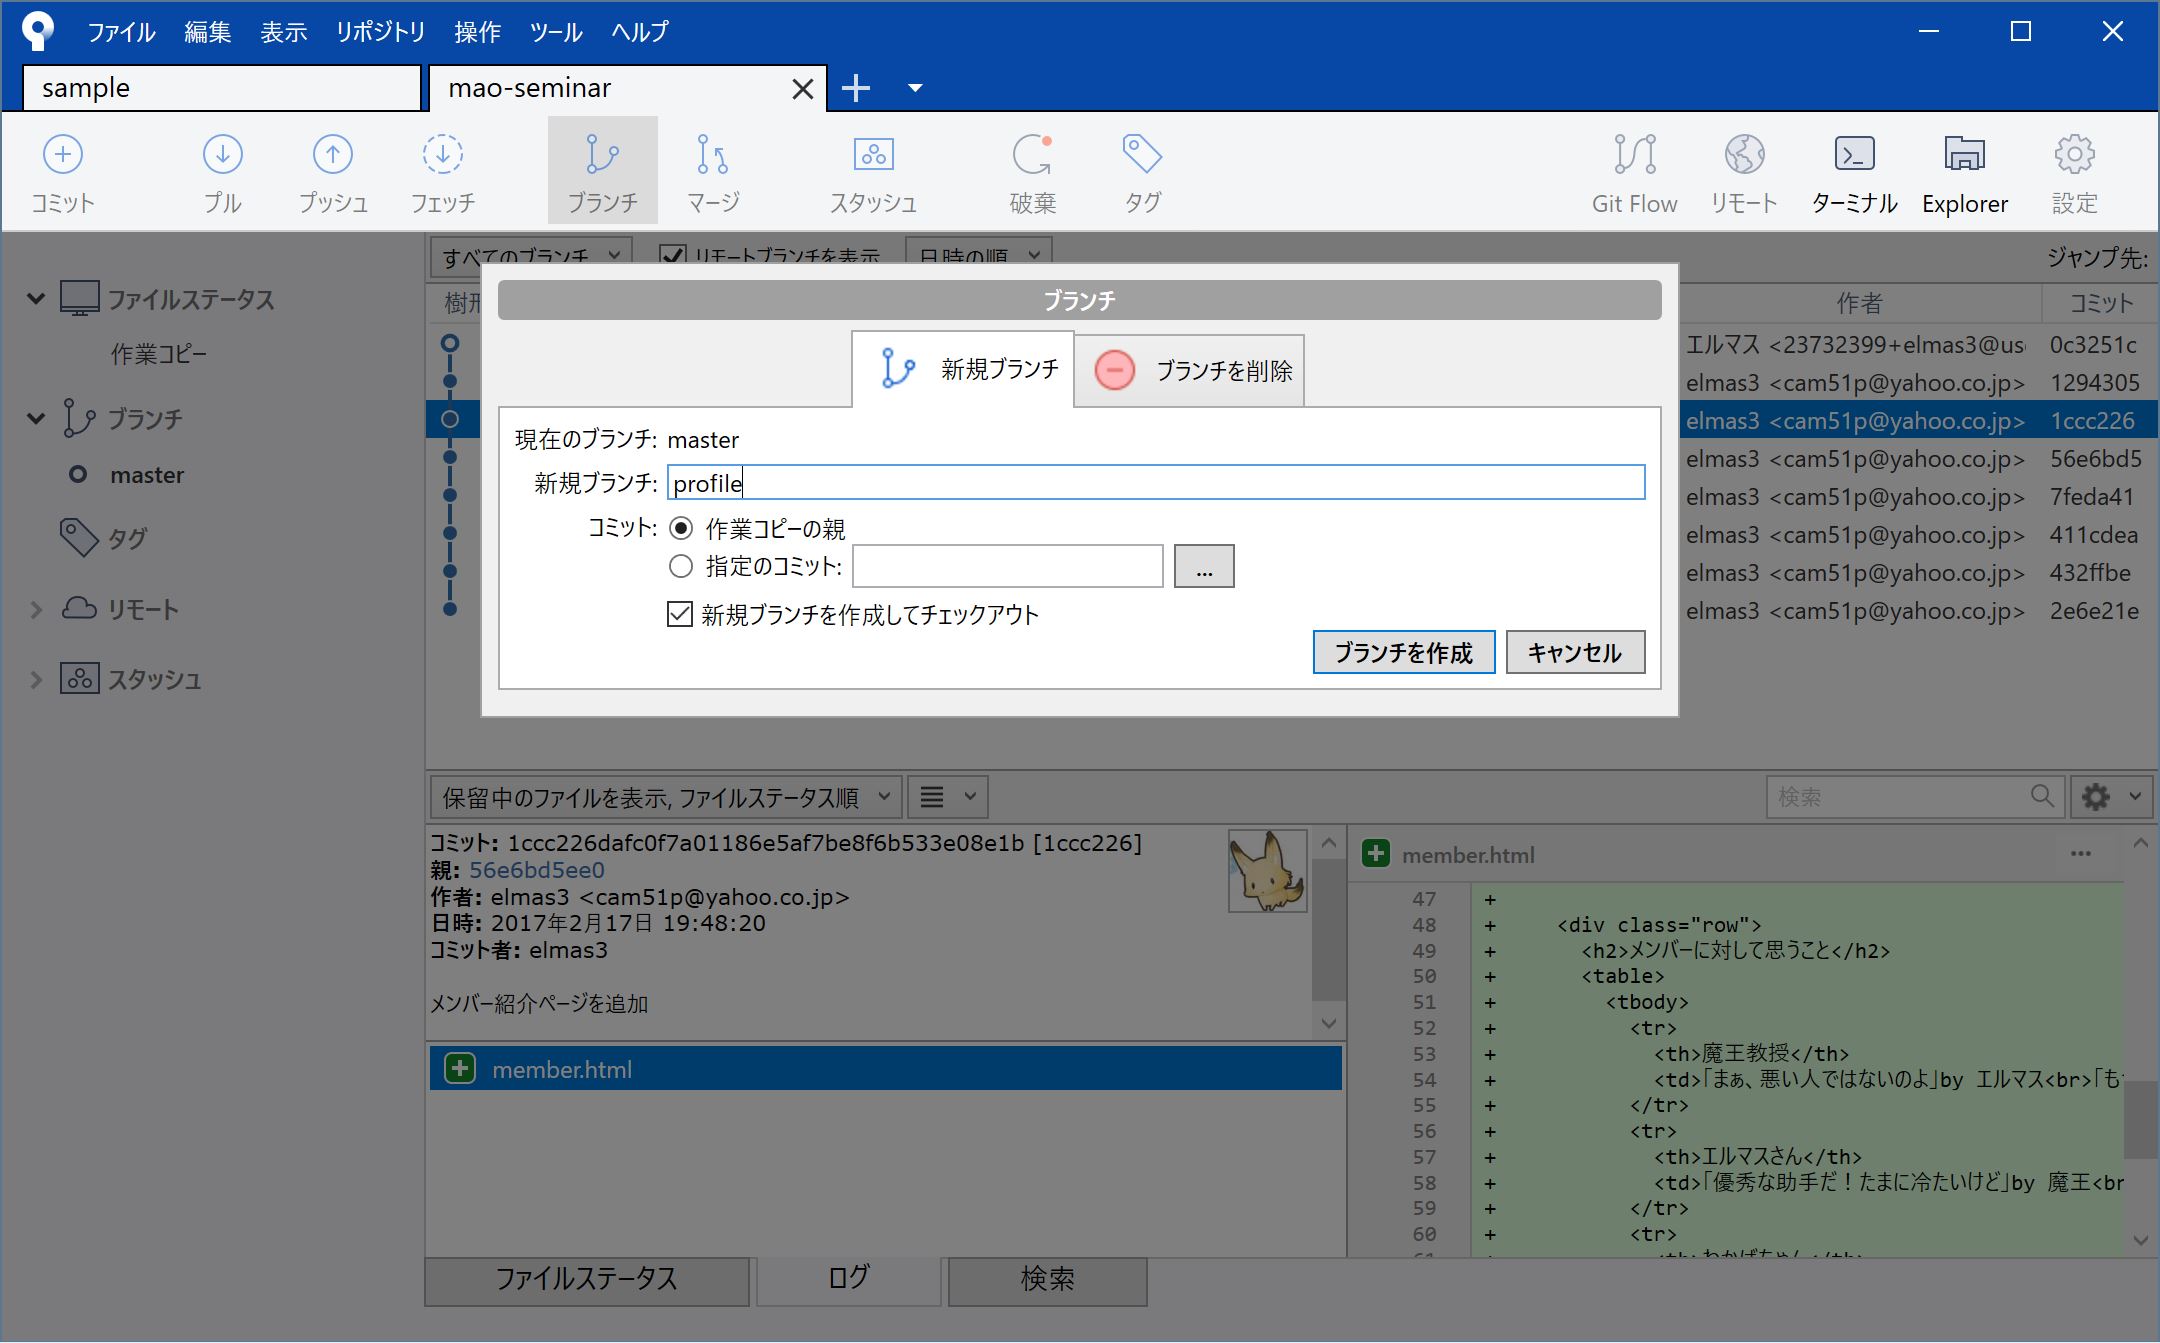 ファイル 編集 表示 リポジトリ 操作 ツール ヘルプ
sample
mao-seminar
コミット プル プッシュ フェッチ ブランチ マージ スタッシュ 破棄 タグ Git Flow リモート ターミナル Explorer 設定
すべてのブランチ リモートブランチを表示 日時の順 ジャンプ先:
樹形 作者 コミット
ファイルステータス
作業コピー
ブランチ
master
タグ
リモート
スタッシュ
ブランチ
新規ブランチ ブランチを削除
現在のブランチ: master
新規ブランチ: profile
コミット: 作業コピーの親
指定のコミット: ...
新規ブランチを作成してチェックアウト
ブランチを作成 キャンセル
エルマス <23732399+elmas3@us 0c3251c
elmas3 <cam51p@yahoo.co.jp> 1294305
elmas3 <cam51p@yahoo.co.jp> 1ccc226
elmas3 <cam51p@yahoo.co.jp> 56e6bd5
elmas3 <cam51p@yahoo.co.jp> 7feda41
elmas3 <cam51p@yahoo.co.jp> 411cdea
elmas3 <cam51p@yahoo.co.jp> 432ffbe
elmas3 <cam51p@yahoo.co.jp> 2e6e21e
保留中のファイルを表示, ファイルステータス順
検索
コミット: 1ccc226dafc0f7a01186e5af7be8f6b533e08e1b [1ccc226]
親: 56e6bd5ee0
作者: elmas3 <cam51p@yahoo.co.jp>
日時: 2017年2月17日 19:48:20
コミット者: elmas3
メンバー紹介ページを追加
member.html
member.html ...
47 +
48 + <div class="row">
49 + <h2>メンバーに対して思うこと</h2>
50 + <table>
51 + <tbody>
52 + <tr>
53 + <th>魔王教授</th>
54 + <td>「まぁ、悪い人ではないのよ」by エルマス<br>「も
55 + </tr>
56 + <tr>
57 + <th>エルマスさん</th>
58 + <td>「優秀な助手だ！たまに冷たいけど」by 魔王<br
59 + </tr>
60 + <tr>
ファイルステータス ログ 検索